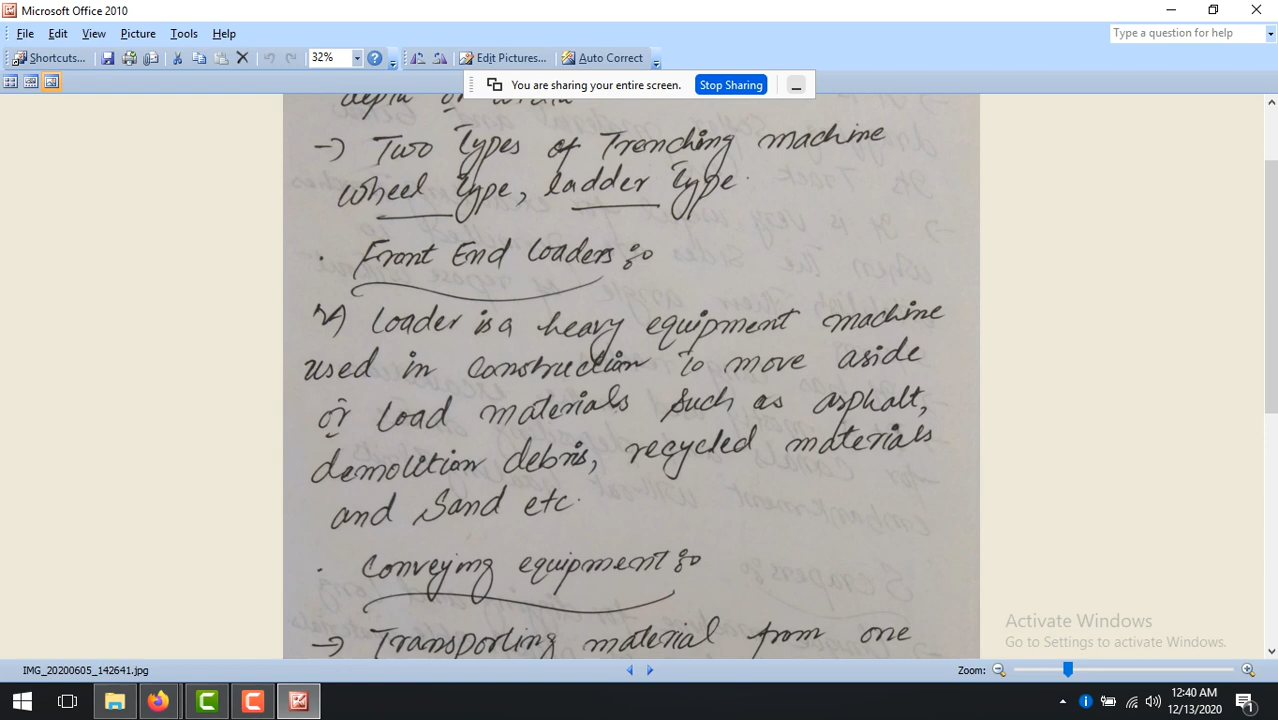 Microsoft Office 2010
File Edit View Picture Tools Help
Type a question for help
Shortcuts...
32%
Edit Pictures...
Auto Correct
You are sharing your entire screen.
Stop Sharing
depth or width
→ Two Types of Trenching machine
wheel type, ladder Type.
· Front End Loaders:
Loader is a heavy equipment machine
used in construction To move aside
or Load materials such as asphalt,
demolition debris, recycled materials
and Sand etc.
· Conveying equipment:
→ Transporting material from one
Activate Windows
Go to Settings to activate Windows.
IMG_20200605_142641.jpg
Zoom:
12:40 AM
12/13/2020
1